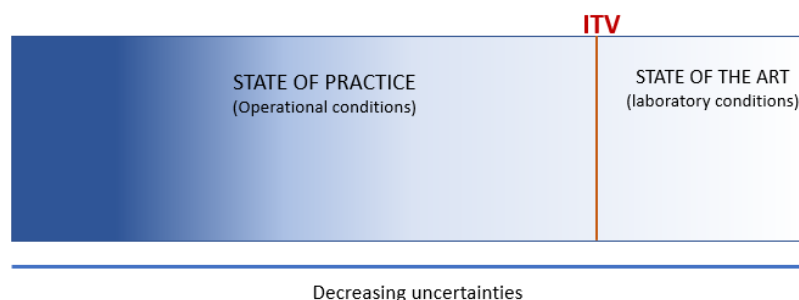 ITV
STATE OF PRACTICE
(Operational conditions)
STATE OF THE ART
(laboratory conditions)
Decreasing uncertainties